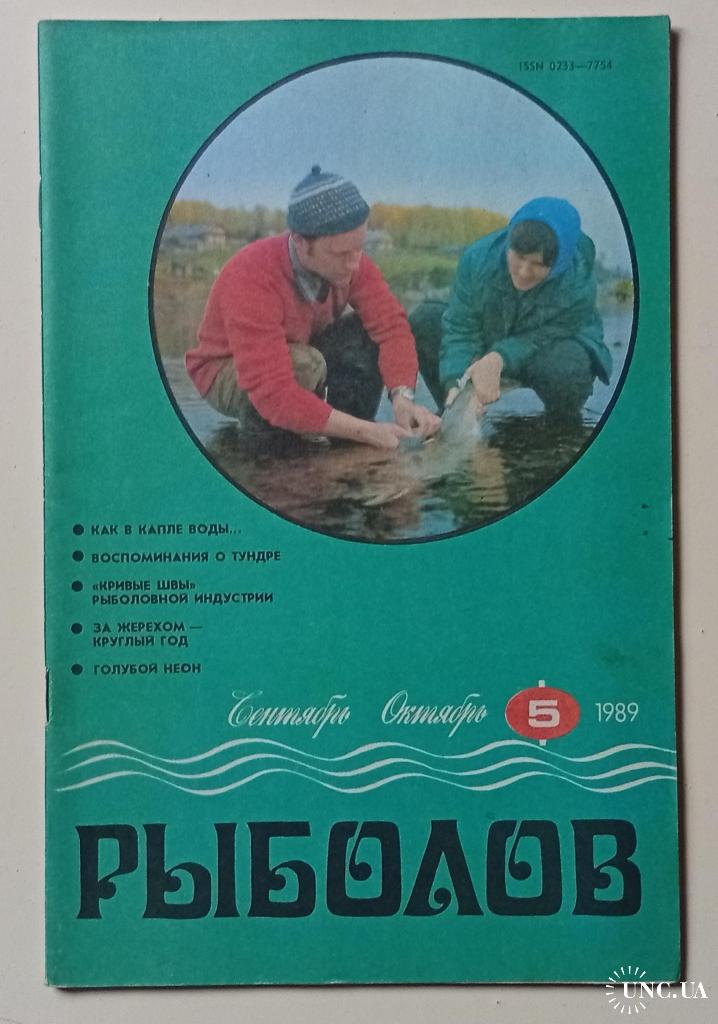 ISSN 0233—7754
КАК В КАПЛЕ ВОДЫ...
ВОСПОМИНАНИЯ О ТУНДРЕ
«КРИВЫЕ ШВЫ»
РЫБОЛОВНОЙ ИНДУСТРИИ
ЗА ЖЕРЕХОМ —
КРУГЛЫЙ ГОД
ГОЛУБОЙ НЕОН
Сентябрь Октябрь 5 1989
РЫБОЛОВ
UNC.UA